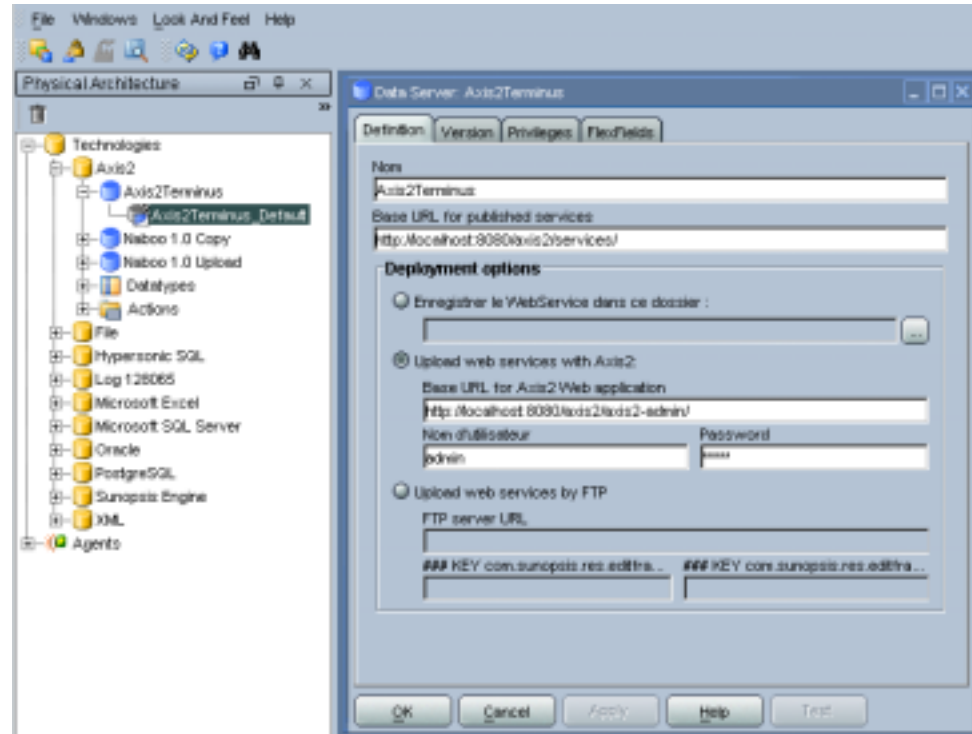 File Windows Look And Feel Help
Physical Architecture
Technologies
Axis2
Axis2Terminus
Axis2Terminus_Default
Naboo 1.0 Copy
Naboo 1.0 Upload
Datatypes
Actions
File
Hypersonic SQL
Log 128065
Microsoft Excel
Microsoft SQL Server
Oracle
PostgreSQL
Sunopsis Engine
XML
Agents
Data Server: Axis2Terminus
Definition Version Privileges FlexFields
Nom
Axis2Terminus
Base URL for published services
http://localhost:8080/axis2/services/
Deployment options
Enregistrer le WebService dans ce dossier :
...
Upload web services with Axis2:
Base URL for Axis2 Web application
http://localhost:8080/axis2/axis2-admin/
Nom d'utilisateur Password
admin *****
Upload web services by FTP
FTP server URL
### KEY com.sunopsis.res.editfra... ### KEY com.sunopsis.res.editfra...
OK Cancel Apply Help Test